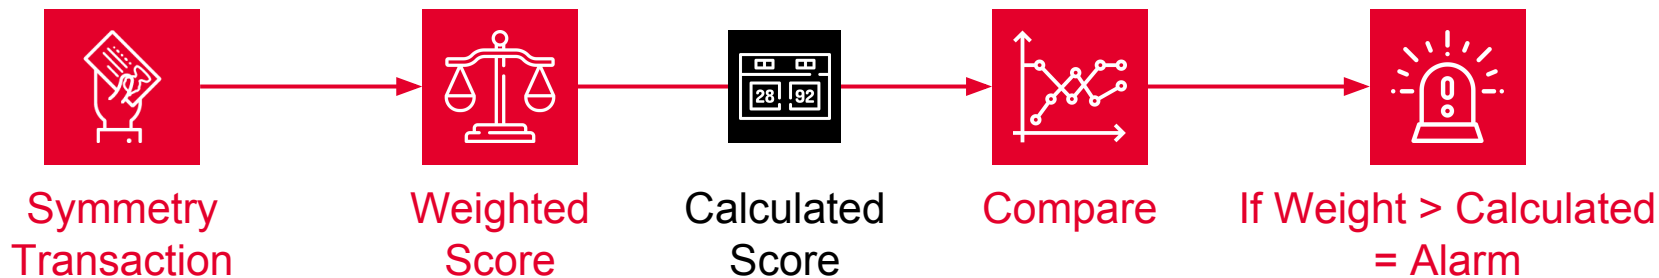 28 92
Symmetry
Transaction
Weighted
Score
Calculated
Score
Compare
If Weight > Calculated
= Alarm